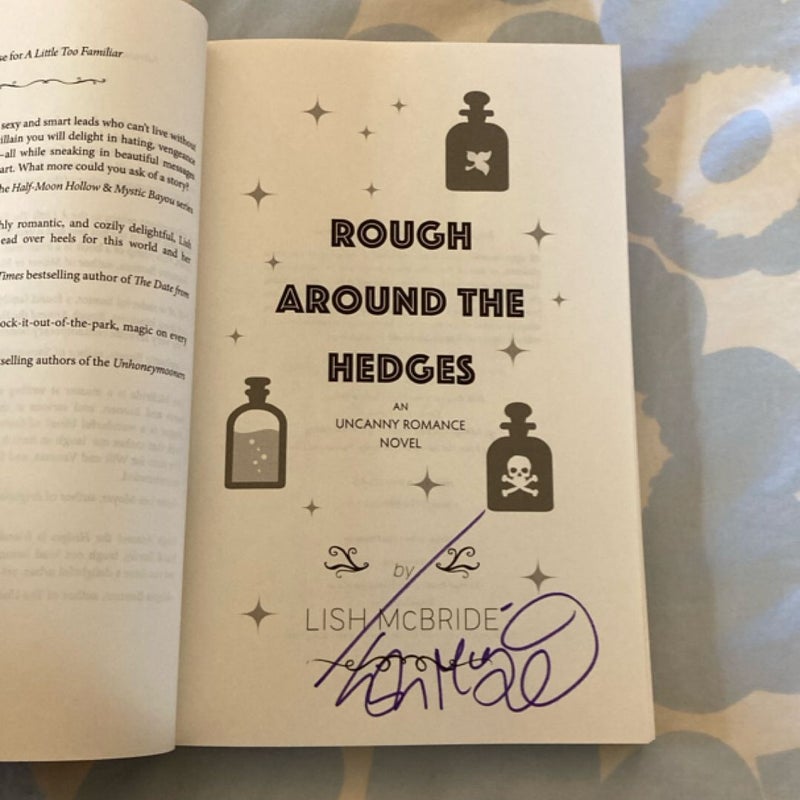 se for A Little Too Familiar
sexy and smart leads who can't live without
illain you will delight in hating, vengeance
—all while sneaking in beautiful messages
art. What more could you ask of a story?
he Half-Moon Hollow & Mystic Bayou series
hly romantic, and cozily delightful, Lish
ead over heels for this world and her
Times bestselling author of The Date from
ock-it-out-of-the-park, magic on every
selling authors of the Unhoneymooners
ROUGH
AROUND THE
HEDGES
AN
UNCANNY ROMANCE
NOVEL
by
LISH MCBRIDE